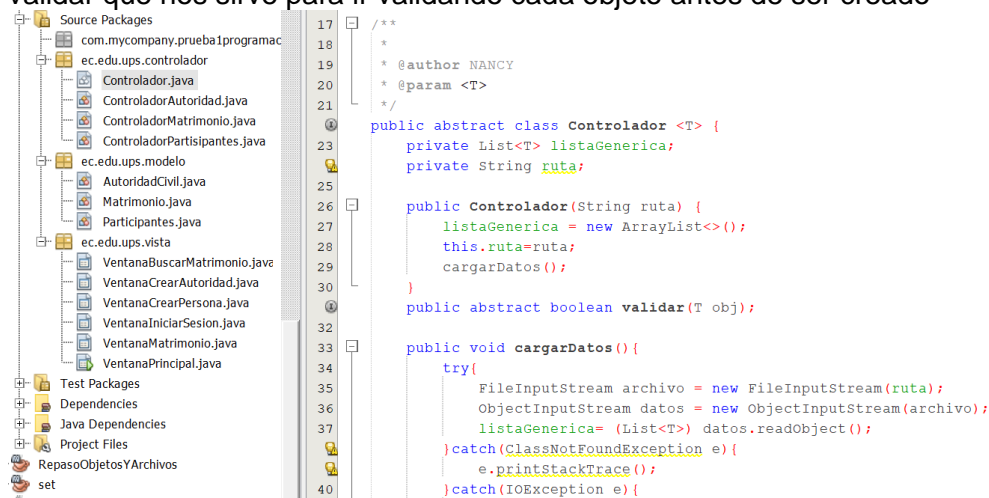 validar que nos sirve para ir validando cada objeto antes de ser creado
Source Packages
com.mycompany.prueba1programac
ec.edu.ups.controlador
Controlador.java
ControladorAutoridad.java
ControladorMatrimonio.java
ControladorPartisipantes.java
ec.edu.ups.modelo
AutoridadCivil.java
Matrimonio.java
Participantes.java
ec.edu.ups.vista
VentanaBuscarMatrimonio.java
VentanaCrearAutoridad.java
VentanaCrearPersona.java
VentanaIniciarSesion.java
VentanaMatrimonio.java
VentanaPrincipal.java
Test Packages
Dependencies
Java Dependencies
Project Files
RepasoObjetosYArchivos
set
17 /**
18 *
19 * @author NANCY
20 * @param <T>
21 */
public abstract class Controlador <T> {
23 private List<T> listaGenerica;
private String ruta;
25
26 public Controlador(String ruta) {
27 listaGenerica = new ArrayList<>();
28 this.ruta=ruta;
29 cargarDatos();
30 }
public abstract boolean validar(T obj);
32
33 public void cargarDatos(){
34 try{
35 FileInputStream archivo = new FileInputStream(ruta);
36 ObjectInputStream datos = new ObjectInputStream(archivo);
37 listaGenerica= (List<T>) datos.readObject();
}catch(ClassNotFoundException e){
e.printStackTrace();
40 }catch(IOException e){